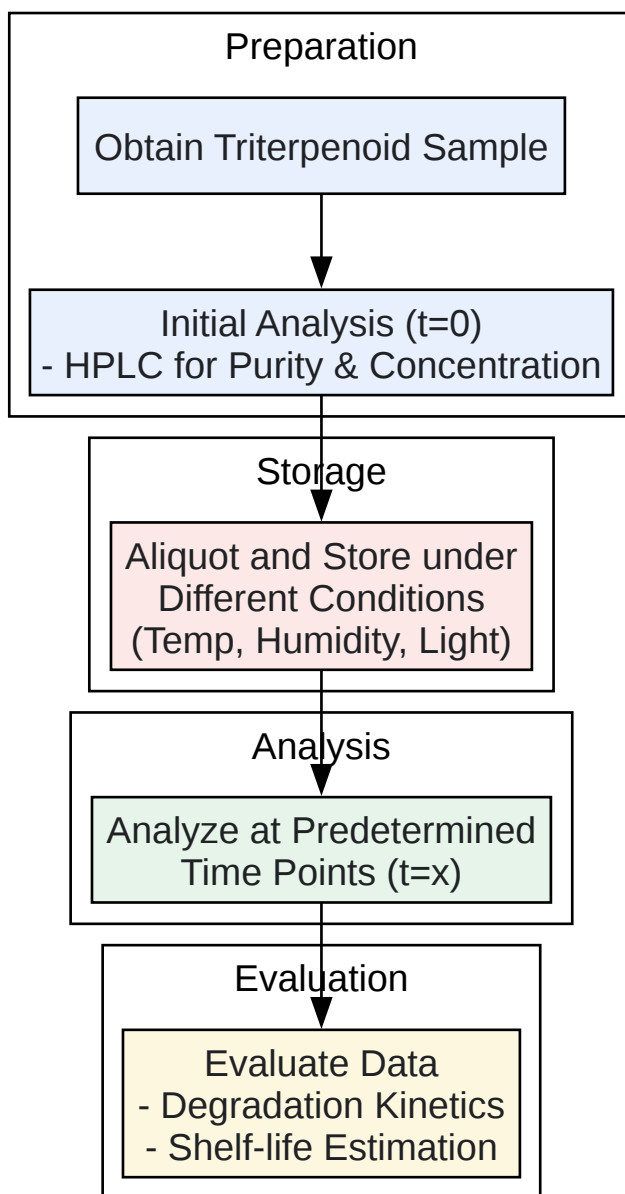 Preparation
Obtain Triterpenoid Sample
Initial Analysis (t=0)
- HPLC for Purity & Concentration
Storage
Aliquot and Store under
Different Conditions
(Temp, Humidity, Light)
Analysis
Analyze at Predetermined
Time Points (t=x)
Evaluation
Evaluate Data
- Degradation Kinetics
- Shelf-life Estimation